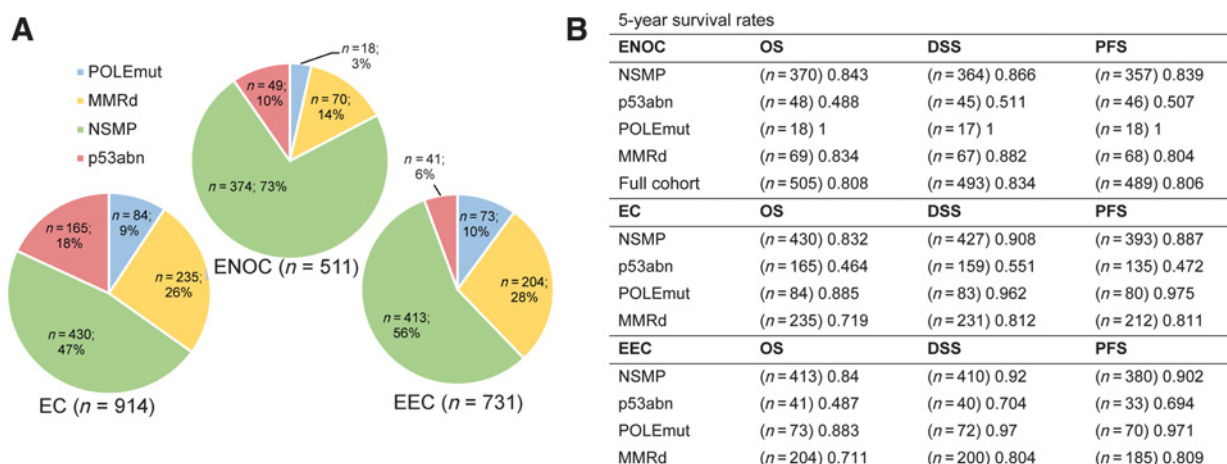 A
POLEmut
MMRd
NSMP
p53abn
n = 18;
3%
n = 49;
10%
n = 70;
14%
n = 374; 73%
ENOC (n = 511)
n = 84;
9%
n = 165;
18%
n = 235;
26%
n = 430;
47%
EC (n = 914)
n = 41;
6%
n = 73;
10%
n = 204;
28%
n = 413;
56%
EEC (n = 731)
B
5-year survival rates
ENOC OS DSS PFS
NSMP (n = 370) 0.843 (n = 364) 0.866 (n = 357) 0.839
p53abn (n = 48) 0.488 (n = 45) 0.511 (n = 46) 0.507
POLEmut (n = 18) 1 (n = 17) 1 (n = 18) 1
MMRd (n = 69) 0.834 (n = 67) 0.882 (n = 68) 0.804
Full cohort (n = 505) 0.808 (n = 493) 0.834 (n = 489) 0.806
EC OS DSS PFS
NSMP (n = 430) 0.832 (n = 427) 0.908 (n = 393) 0.887
p53abn (n = 165) 0.464 (n = 159) 0.551 (n = 135) 0.472
POLEmut (n = 84) 0.885 (n = 83) 0.962 (n = 80) 0.975
MMRd (n = 235) 0.719 (n = 231) 0.812 (n = 212) 0.811
EEC OS DSS PFS
NSMP (n = 413) 0.84 (n = 410) 0.92 (n = 380) 0.902
p53abn (n = 41) 0.487 (n = 40) 0.704 (n = 33) 0.694
POLEmut (n = 73) 0.883 (n = 72) 0.97 (n = 70) 0.971
MMRd (n = 204) 0.711 (n = 200) 0.804 (n = 185) 0.809